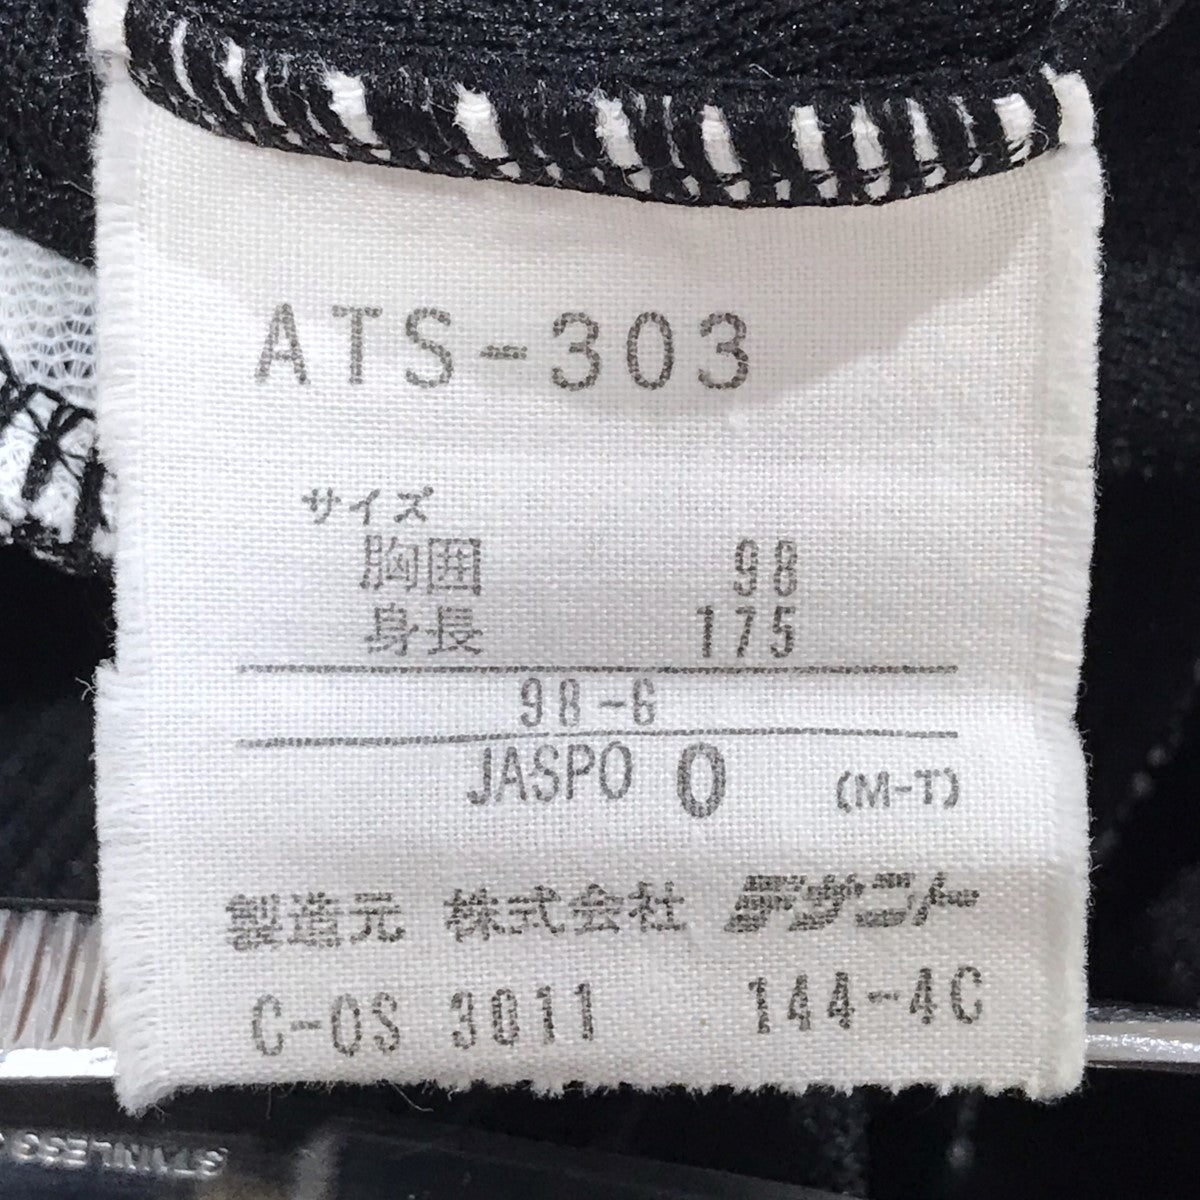 ATS-303
サイズ
胸囲 98
身長 175
98-6
JASPO O (M-T)
製造元 株式会社 デサント
C-OS 3011 144-4C
STAINLESS